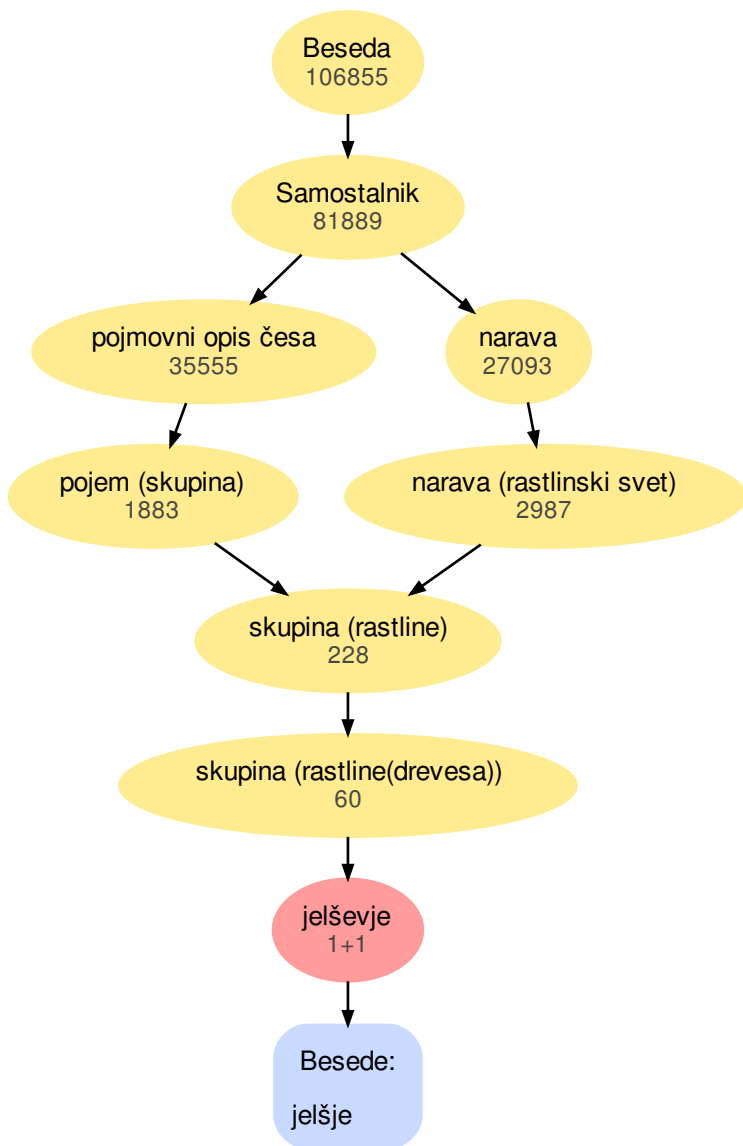 Beseda
106855
Samostalnik
81889
pojmovni opis česa
35555
narava
27093
pojem (skupina)
1883
narava (rastlinski svet)
2987
skupina (rastline)
228
skupina (rastline(drevesa))
60
jelševje
1+1
Besede:
jelšje